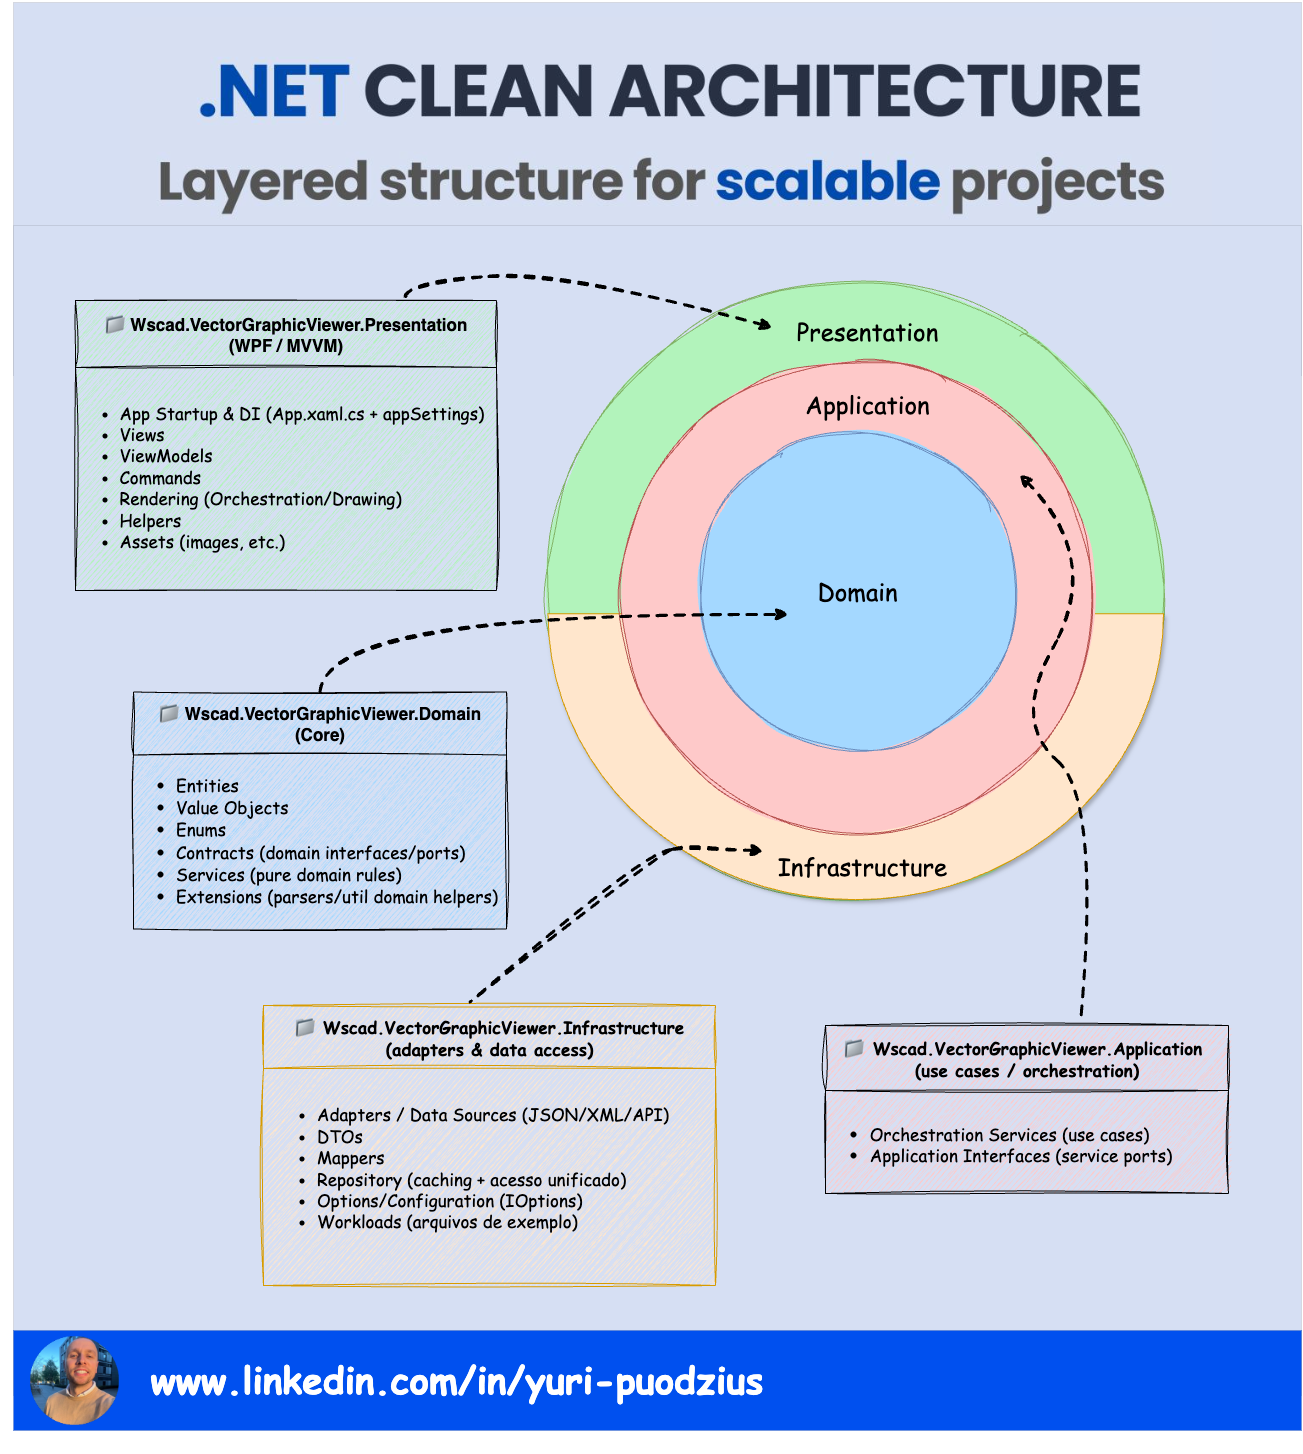 .NET CLEAN ARCHITECTURE
Layered structure for scalable projects
Wscad.VectorGraphicViewer.Presentation
(WPF / MVVM)
• App Startup & DI (App.xaml.cs + appSettings)
• Views
• ViewModels
• Commands
• Rendering (Orchestration/Drawing)
• Helpers
• Assets (images, etc.)
Presentation
Application
Domain
Infrastructure
Wscad.VectorGraphicViewer.Domain
(Core)
• Entities
• Value Objects
• Enums
• Contracts (domain interfaces/ports)
• Services (pure domain rules)
• Extensions (parsers/util domain helpers)
Wscad.VectorGraphicViewer.Infrastructure
(adapters & data access)
• Adapters / Data Sources (JSON/XML/API)
• DTOs
• Mappers
• Repository (caching + acesso unificado)
• Options/Configuration (IOptions)
• Workloads (arquivos de exemplo)
Wscad.VectorGraphicViewer.Application
(use cases / orchestration)
• Orchestration Services (use cases)
• Application Interfaces (service ports)
www.linkedin.com/in/yuri-puodzius